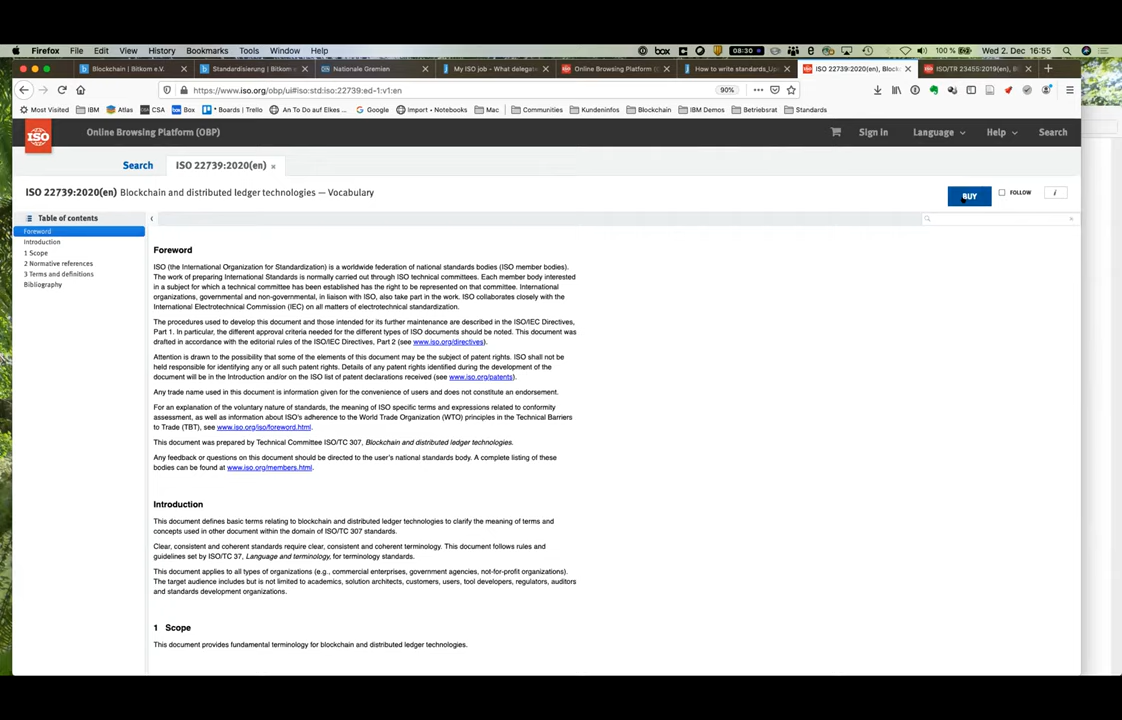 Firefox File Edit View History Bookmarks Tools Window Help box 08:30 100 % Wed 2. Dec 16:55
Blockchain | Bitkom e.V. Standardisierung | Bitkom e Nationale Gremien My ISO job - What delegat Online Browsing Platform (O How to write standards_Up ISO 22739:2020(en), Block ISO/TR 23455:2019(en), Bl
https://www.iso.org/obp/ui#iso:std:iso:22739:ed-1:v1:en 90%
Most Visited IBM Atlas CSA Box * Boards | Trello An To Do auf Elkes Google Import • Notebooks Mac Communities Kundeninfos Blockchain IBM Demos Betriebsrat Standards
ISO Online Browsing Platform (OBP) Sign in Language Help Search
Search ISO 22739:2020(en) ×
ISO 22739:2020(en) Blockchain and distributed ledger technologies — Vocabulary
BUY FOLLOW i
Table of contents
Foreword
Introduction
1 Scope
2 Normative references
3 Terms and definitions
Bibliography
Foreword
ISO (the International Organization for Standardization) is a worldwide federation of national standards bodies (ISO member bodies).
The work of preparing International Standards is normally carried out through ISO technical committees. Each member body interested
in a subject for which a technical committee has been established has the right to be represented on that committee. International
organizations, governmental and non-governmental, in liaison with ISO, also take part in the work. ISO collaborates closely with the
International Electrotechnical Commission (IEC) on all matters of electrotechnical standardization.
The procedures used to develop this document and those intended for its further maintenance are described in the ISO/IEC Directives,
Part 1. In particular, the different approval criteria needed for the different types of ISO documents should be noted. This document was
drafted in accordance with the editorial rules of the ISO/IEC Directives, Part 2 (see www.iso.org/directives).
Attention is drawn to the possibility that some of the elements of this document may be the subject of patent rights. ISO shall not be
held responsible for identifying any or all such patent rights. Details of any patent rights identified during the development of the
document will be in the Introduction and/or on the ISO list of patent declarations received (see www.iso.org/patents).
Any trade name used in this document is information given for the convenience of users and does not constitute an endorsement.
For an explanation of the voluntary nature of standards, the meaning of ISO specific terms and expressions related to conformity
assessment, as well as information about ISO's adherence to the World Trade Organization (WTO) principles in the Technical Barriers
to Trade (TBT), see www.iso.org/iso/foreword.html.
This document was prepared by Technical Committee ISO/TC 307, Blockchain and distributed ledger technologies.
Any feedback or questions on this document should be directed to the user's national standards body. A complete listing of these
bodies can be found at www.iso.org/members.html.
Introduction
This document defines basic terms relating to blockchain and distributed ledger technologies to clarify the meaning of terms and
concepts used in other document within the domain of ISO/TC 307 standards.
Clear, consistent and coherent standards require clear, consistent and coherent terminology. This document follows rules and
guidelines set by ISO/TC 37, Language and terminology, for terminology standards.
This document applies to all types of organizations (e.g., commercial enterprises, government agencies, not-for-profit organizations).
The target audience includes but is not limited to academics, solution architects, customers, users, tool developers, regulators, auditors
and standards development organizations.
1 Scope
This document provides fundamental terminology for blockchain and distributed ledger technologies.